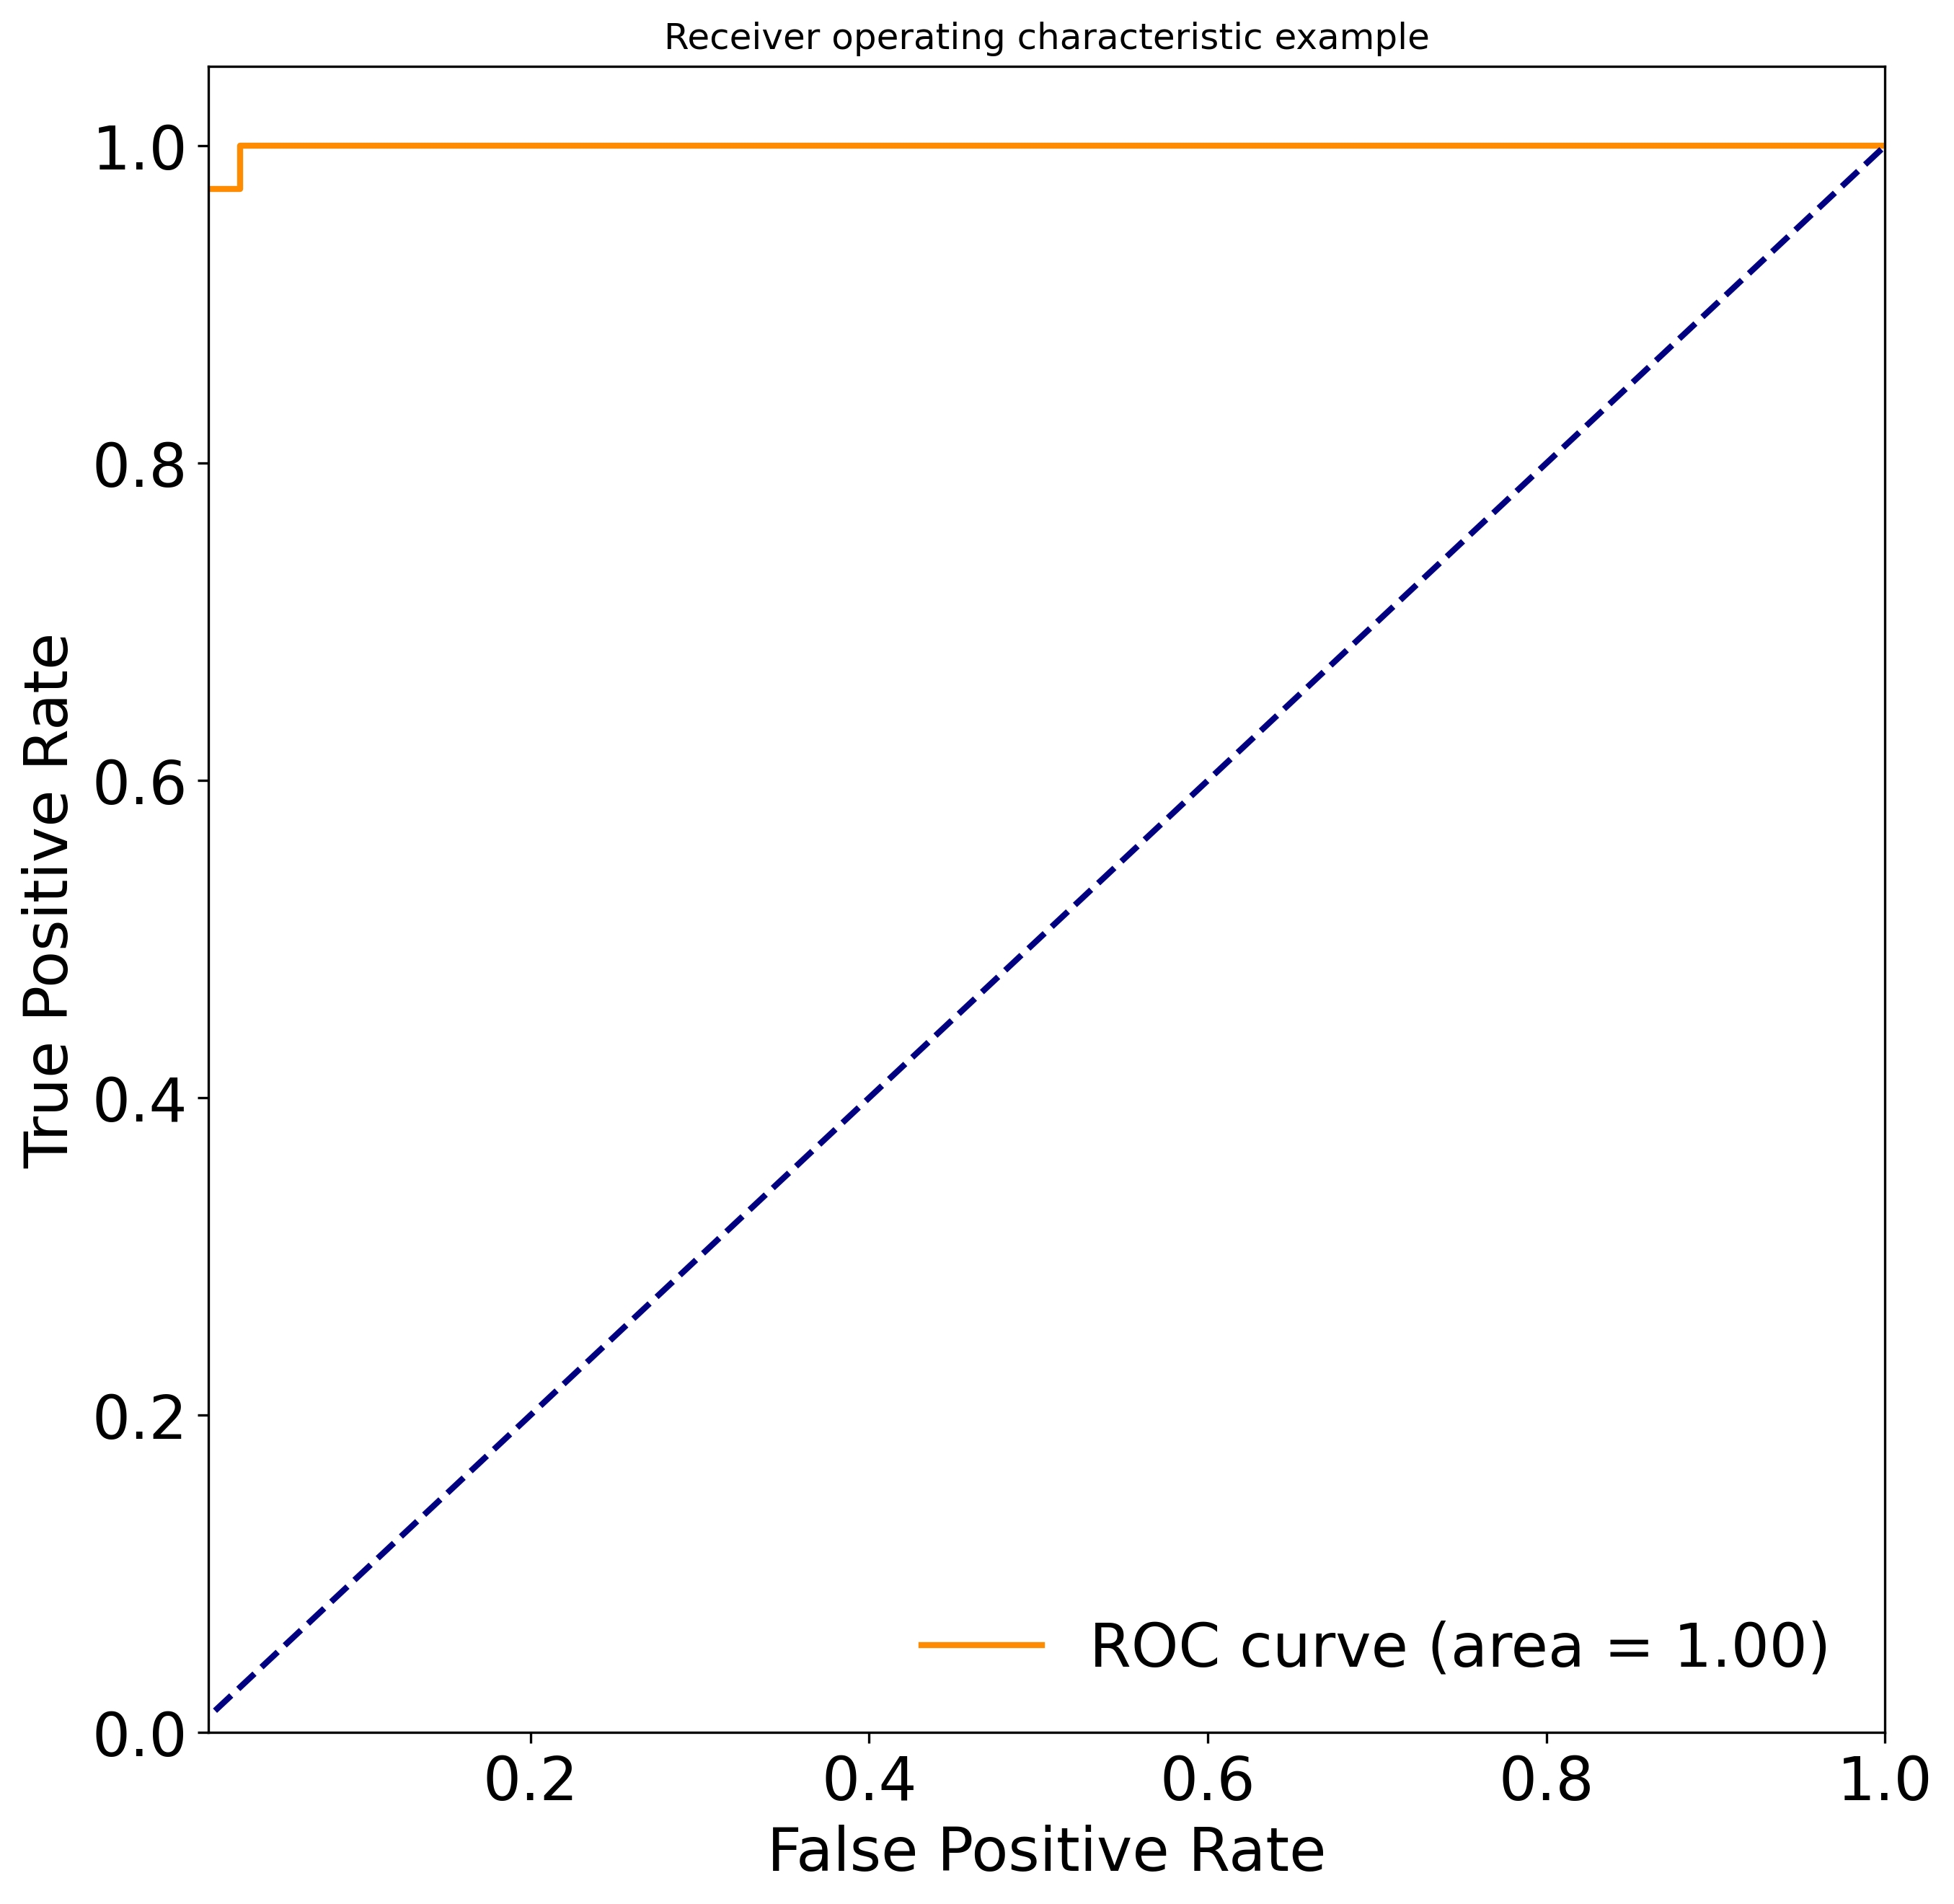 Receiver operating characteristic example
1.0
0.8
0.6
0.4
0.2
0.0
True Positive Rate
ROC curve (area = 1.00)
0.2 0.4 0.6 0.8 1.0
False Positive Rate